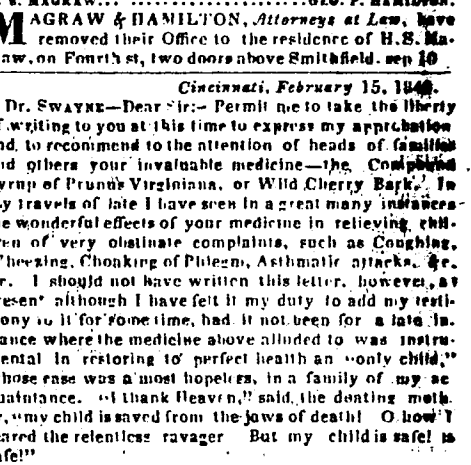 MAGRAW & HAMILTON, Attorneys at Law, have
removed their Office to the residence of H.S. Ma-
aw, on Fourth st, two doors above Smithfield. sep 10
Cincinnati, February 15, 1840.
Dr. SWAYNE—Dear Sir:- Permit me to take the liberty
f writing to you at this time to express my approbation
nd, to recommend to the attention of heads of families
nd others your invaluable medicine—the Compound
yrup of Prunus Virginiana, or Wild Cherry Bark. In
y travels of late I have seen in a great many instances
e wonderful effects of your medicine in relieving chil-
en of very obstinate complaints, such as Coughing,
heezing, Choaking of Phlegm, Asthmatic attacks, &c.
r. I should not have written this letter, however, at
resent although I have felt it my duty to add my testi-
ony to it for some time, had it not been for a late in-
ance where the medicine above alluded to was instru-
ental in restoring to perfect health an "only child,"
hose case was almost hopeless, in a family of my ac
uaintance. "I thank Heaven," said the doating moth-
r, "my child is saved from the jaws of death! O how I
ared the relentless ravager But my child is safe! is
afe!"